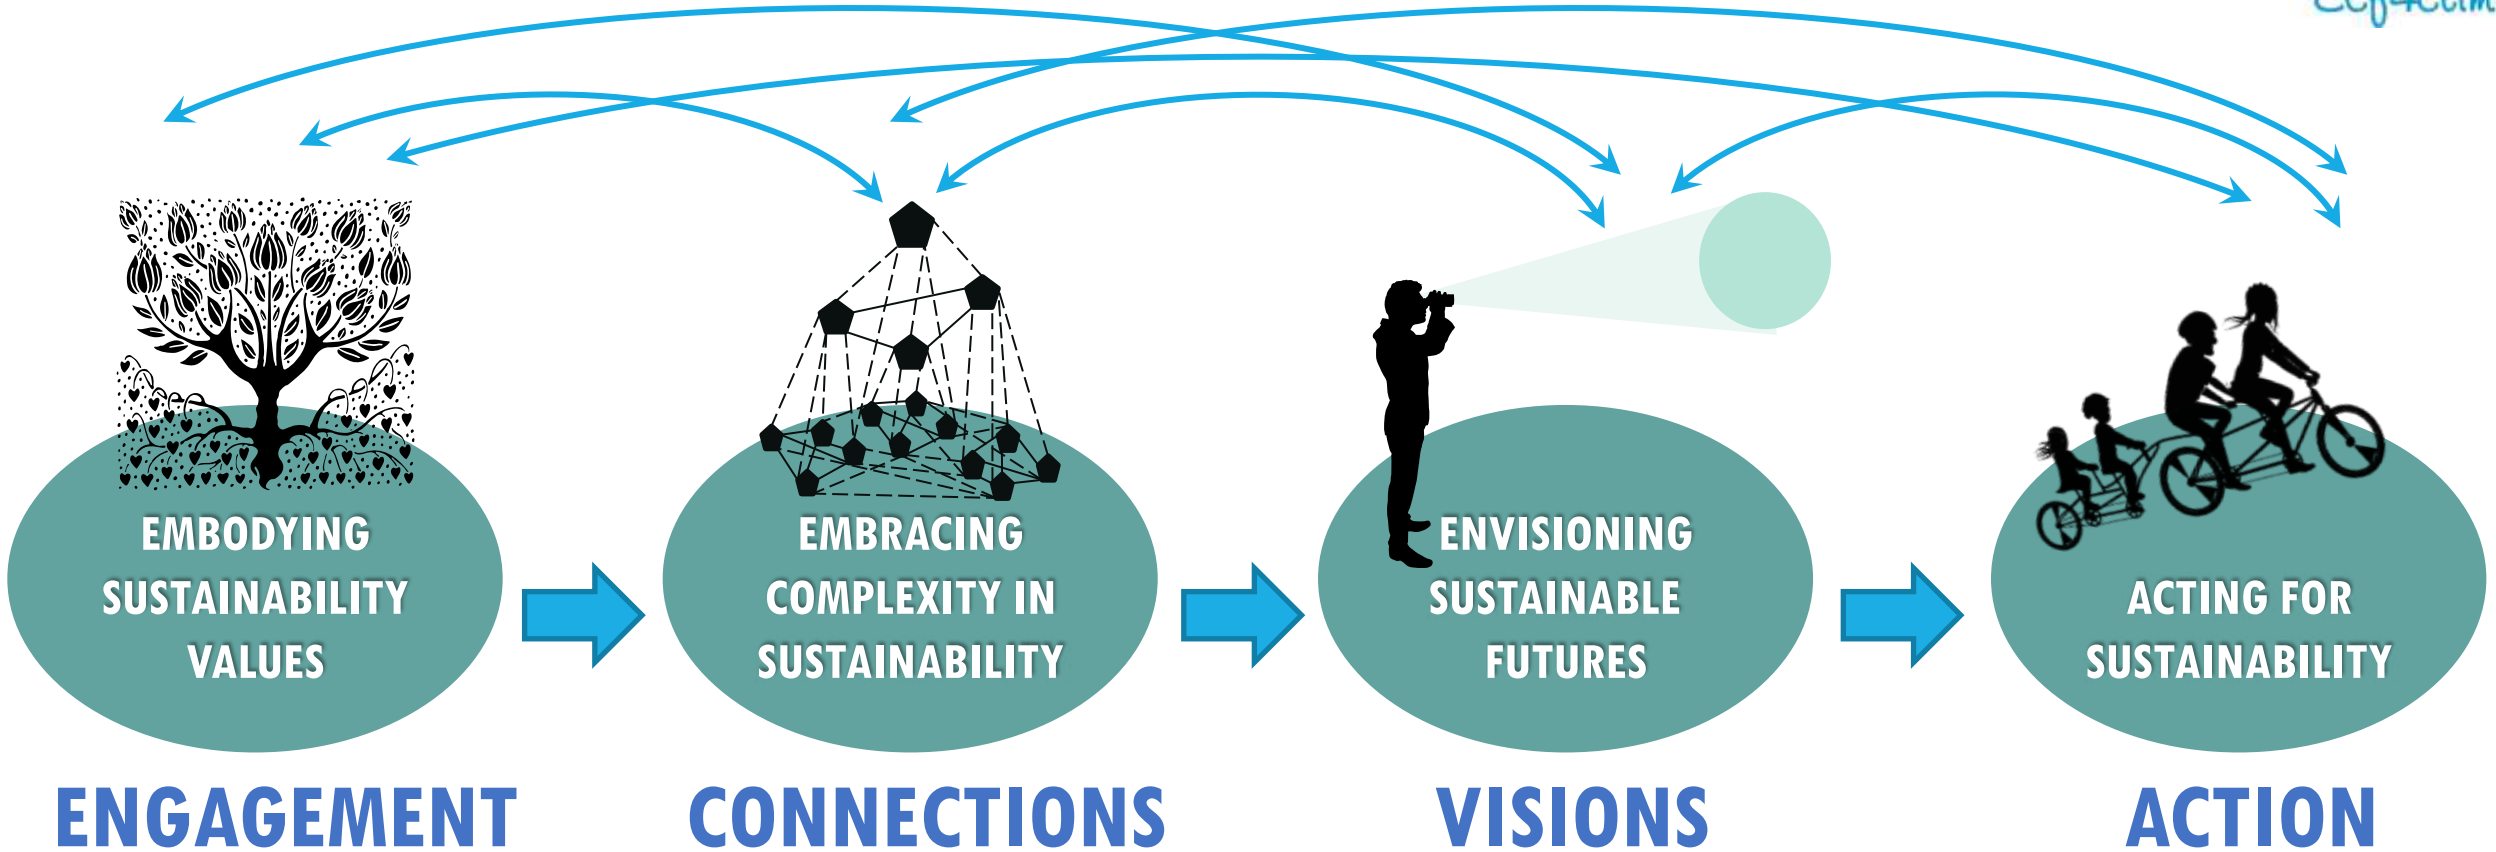 EMBODYING
SUSTAINABILITY
VALUES
EMBRACING
COMPLEXITY IN
SUSTAINABILITY
ENVISIONING
SUSTAINABLE
FUTURES
ACTING FOR
SUSTAINABILITY
ENGAGEMENT
CONNECTIONS
VISIONS
ACTION